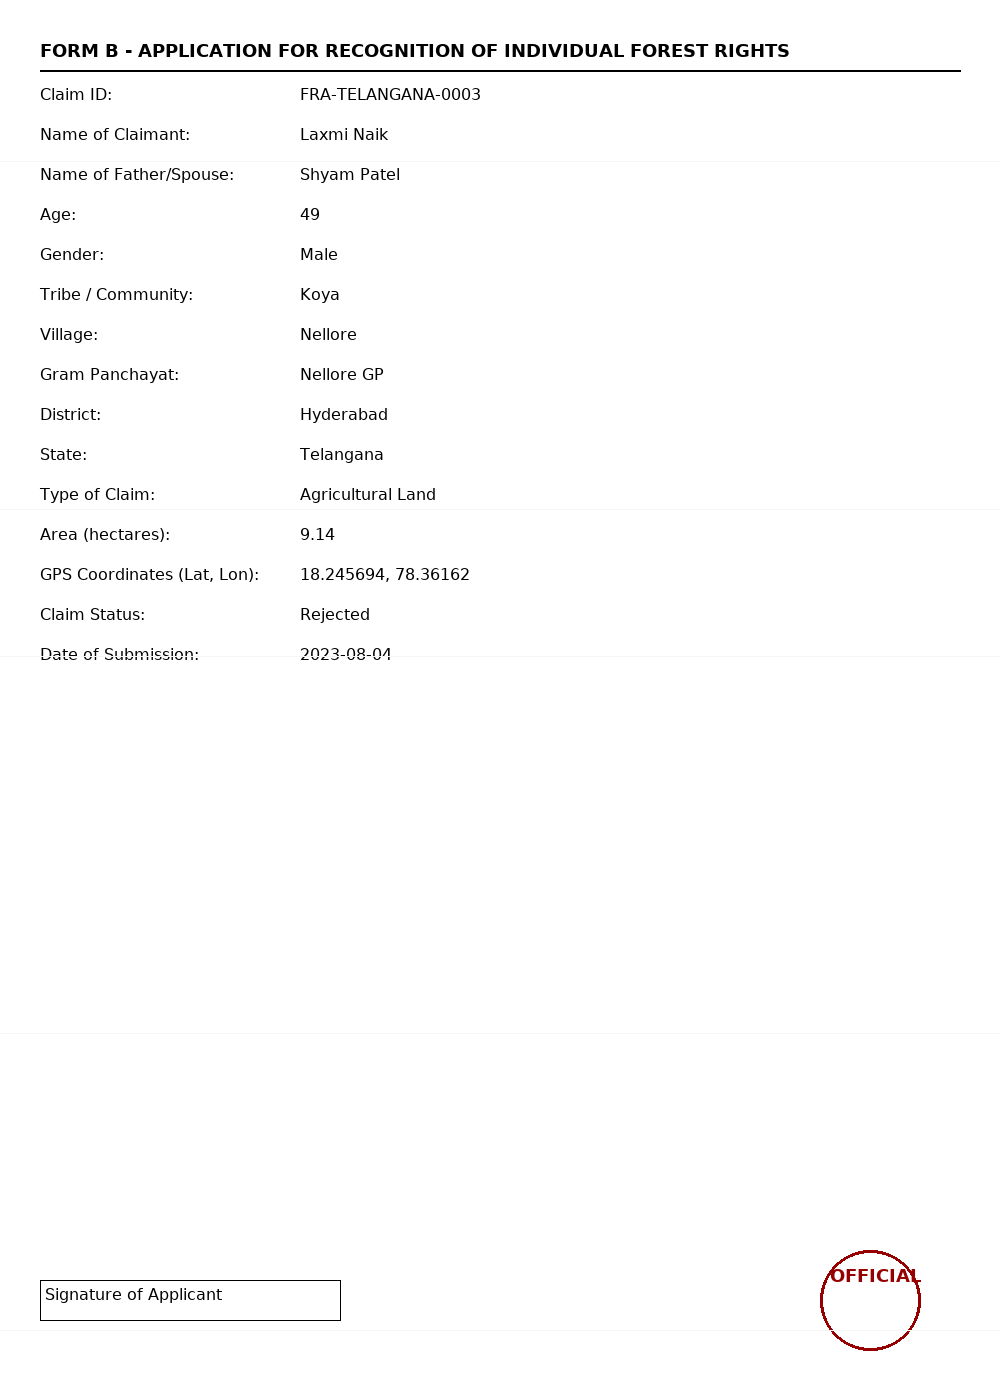 FORM B - APPLICATION FOR RECOGNITION OF INDIVIDUAL FOREST RIGHTS
Claim ID: FRA-TELANGANA-0003
Name of Claimant: Laxmi Naik
Name of Father/Spouse: Shyam Patel
Age: 49
Gender: Male
Tribe / Community: Koya
Village: Nellore
Gram Panchayat: Nellore GP
District: Hyderabad
State: Telangana
Type of Claim: Agricultural Land
Area (hectares): 9.14
GPS Coordinates (Lat, Lon): 18.245694, 78.36162
Claim Status: Rejected
Date of Submission: 2023-08-04
Signature of Applicant
OFFICIAL